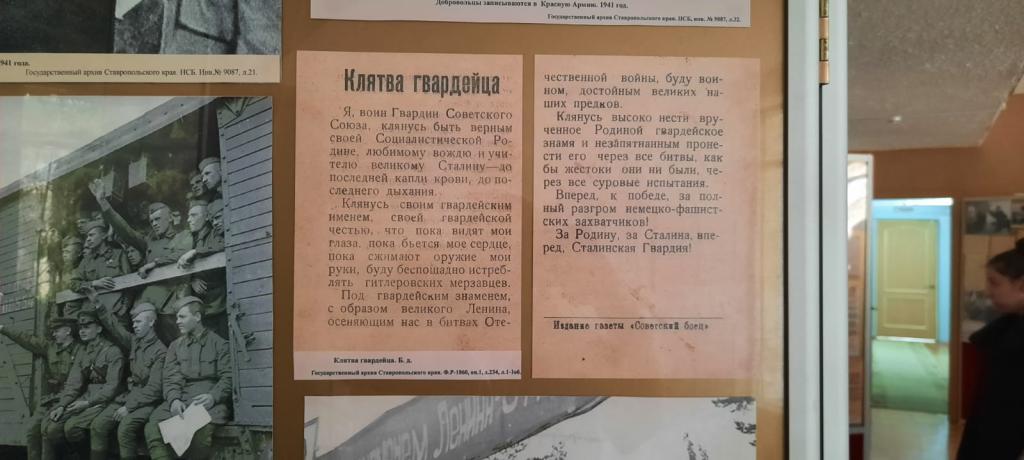 Добровольцы записываются в Красную Армию. 1941 год.
Государственный архив Ставропольского края. НСБ, инв. № 9087, л.22.
1941 года.
Государственный архив Ставропольского края. НСБ. Инв.№ 9087, л.21.
Клятва гвардейца
Я, воин Гвардии Советского
Союза, клянусь быть верным
своей Социалистической Ро-
дине, любимому вождю и учи-
телю великому Сталину—до
последней капли крови, до по-
следнего дыхания.
Клянусь своим гвардейским
именем, своей гвардейской
честью, что пока видят мои
глаза, пока бьется мое сердце,
пока сжимают оружие мои
руки, буду беспощадно истреб-
лять гитлеровских мерзавцев.
Под гвардейским знаменем,
с образом великого Ленина,
осеняющим нас в битвах Оте-
чественной войны, буду вои-
ном, достойным великих на-
ших предков.
Клянусь высоко нести вру-
ченное Родиной гвардейское
знамя и незапятнанным проне-
сти его через все битвы, как
бы жестоки они ни были, че-
рез все суровые испытания.
Вперед, к победе, за пол-
ный разгром немецко-фашист-
ских захватчиков!
За Родину, за Сталина, впе-
ред, Сталинская Гвардия!
Издание газеты «Советский боец»
Клятва гвардейца. Б. д.
Государственный архив Ставропольского края. Ф.Р-1060, оп.1, д.234, л.1-1об.